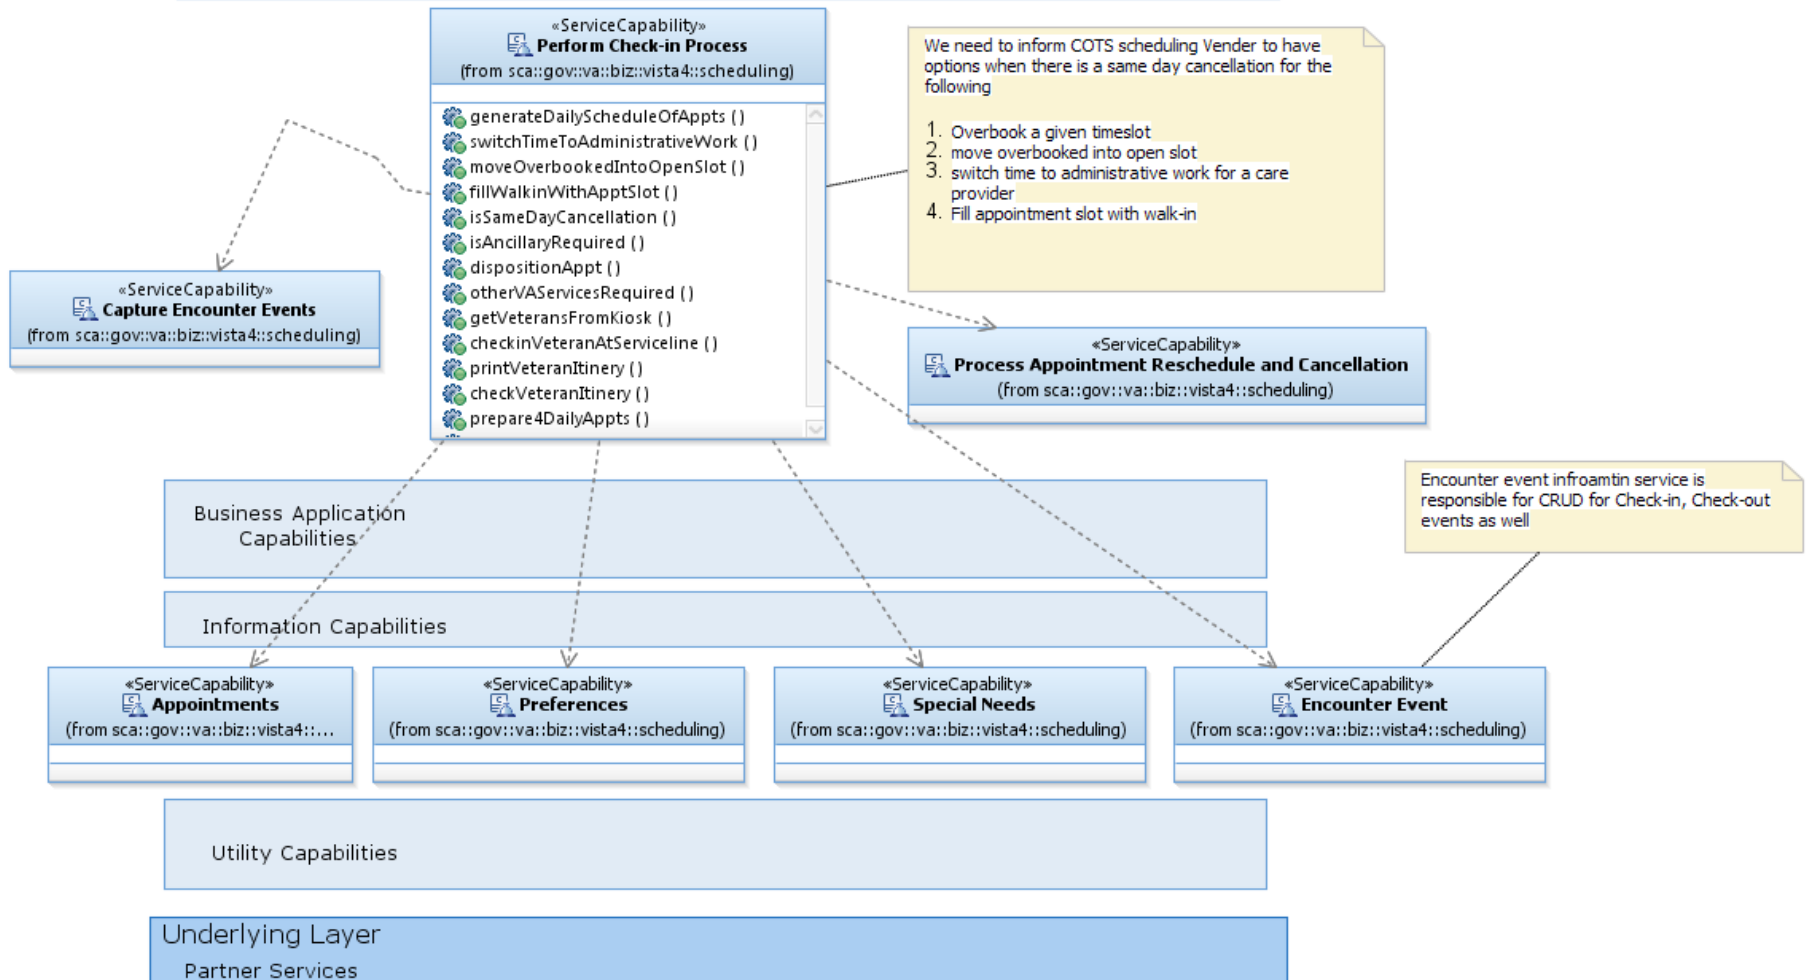 «ServiceCapability»
Perform Check-in Process
(from sca::gov::va::biz::vista4::scheduling)
generateDailyScheduleOfAppts ()
switchTimeToAdministrativeWork ()
moveOverbookedIntoOpenSlot ()
fillWalkinWithApptSlot ()
isSameDayCancellation ()
isAncillaryRequired ()
dispositionAppt ()
otherVAServicesRequired ()
getVeteransFromKiosk ()
checkinVeteranAtServiceline ()
printVeteranItinery ()
checkVeteranItinery ()
prepare4DailyAppts ()
We need to inform COTS scheduling Vender to have
options when there is a same day cancellation for the
following
1. Overbook a given timeslot
2. move overbooked into open slot
3. switch time to administrative work for a care
provider
4. Fill appointment slot with walk-in
«ServiceCapability»
Capture Encounter Events
(from sca::gov::va::biz::vista4::scheduling)
«ServiceCapability»
Process Appointment Reschedule and Cancellation
(from sca::gov::va::biz::vista4::scheduling)
Encounter event infroamtin service is
responsible for CRUD for Check-in, Check-out
events as well
Business Application
Capabilities
Information Capabilities
«ServiceCapability»
Appointments
(from sca::gov::va::biz::vista4::...
«ServiceCapability»
Preferences
(from sca::gov::va::biz::vista4::scheduling)
«ServiceCapability»
Special Needs
(from sca::gov::va::biz::vista4::scheduling)
«ServiceCapability»
Encounter Event
(from sca::gov::va::biz::vista4::scheduling)
Utility Capabilities
Underlying Layer
Partner Services